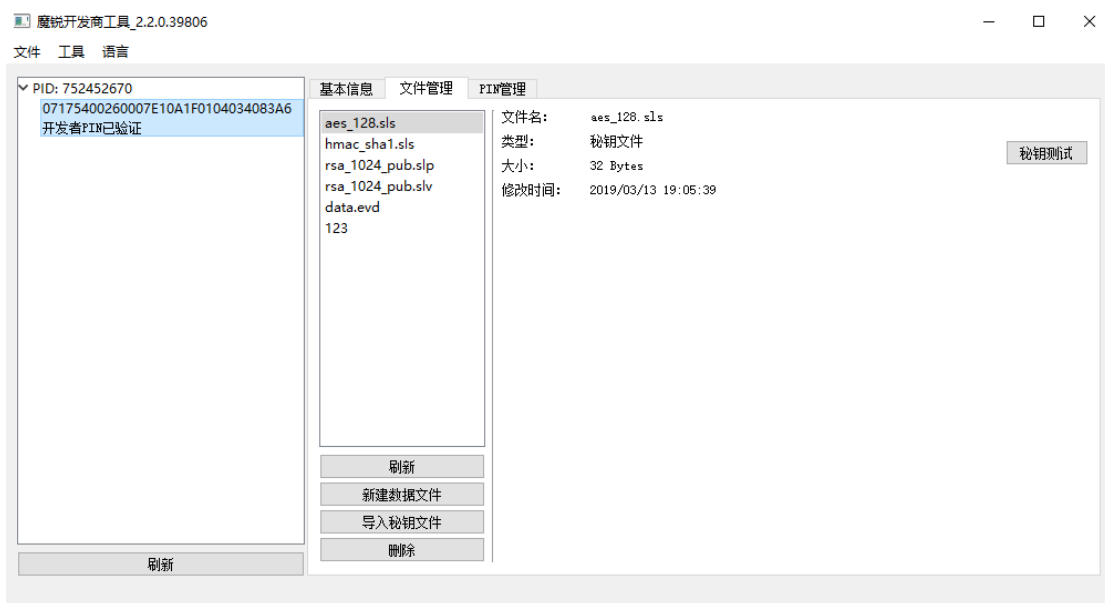 魔锐开发商工具_2.2.0.39806
文件 工具 语言
PID: 752452670
07175400260007E10A1F0104034083A6
开发者PIN已验证
刷新
基本信息 文件管理 PIN管理
aes_128.sls
hmac_sha1.sls
rsa_1024_pub.slp
rsa_1024_pub.slv
data.evd
123
刷新
新建数据文件
导入秘钥文件
删除
文件名: aes_128.sls
类型: 秘钥文件
大小: 32 Bytes
修改时间: 2019/03/13 19:05:39
秘钥测试